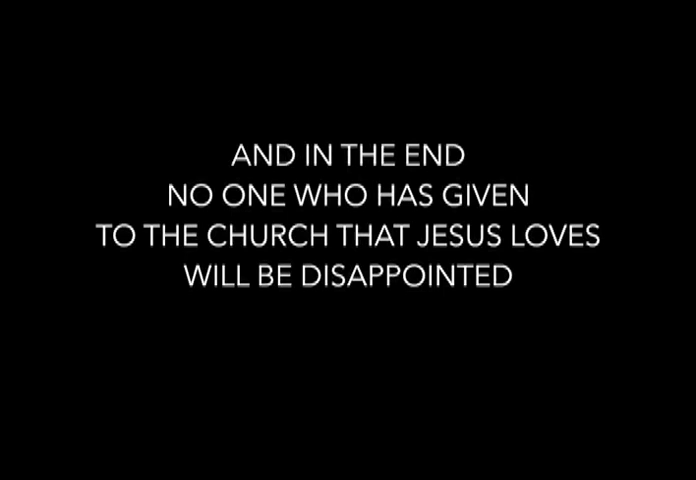 AND IN THE END
NO ONE WHO HAS GIVEN
TO THE CHURCH THAT JESUS LOVES
WILL BE DISAPPOINTED